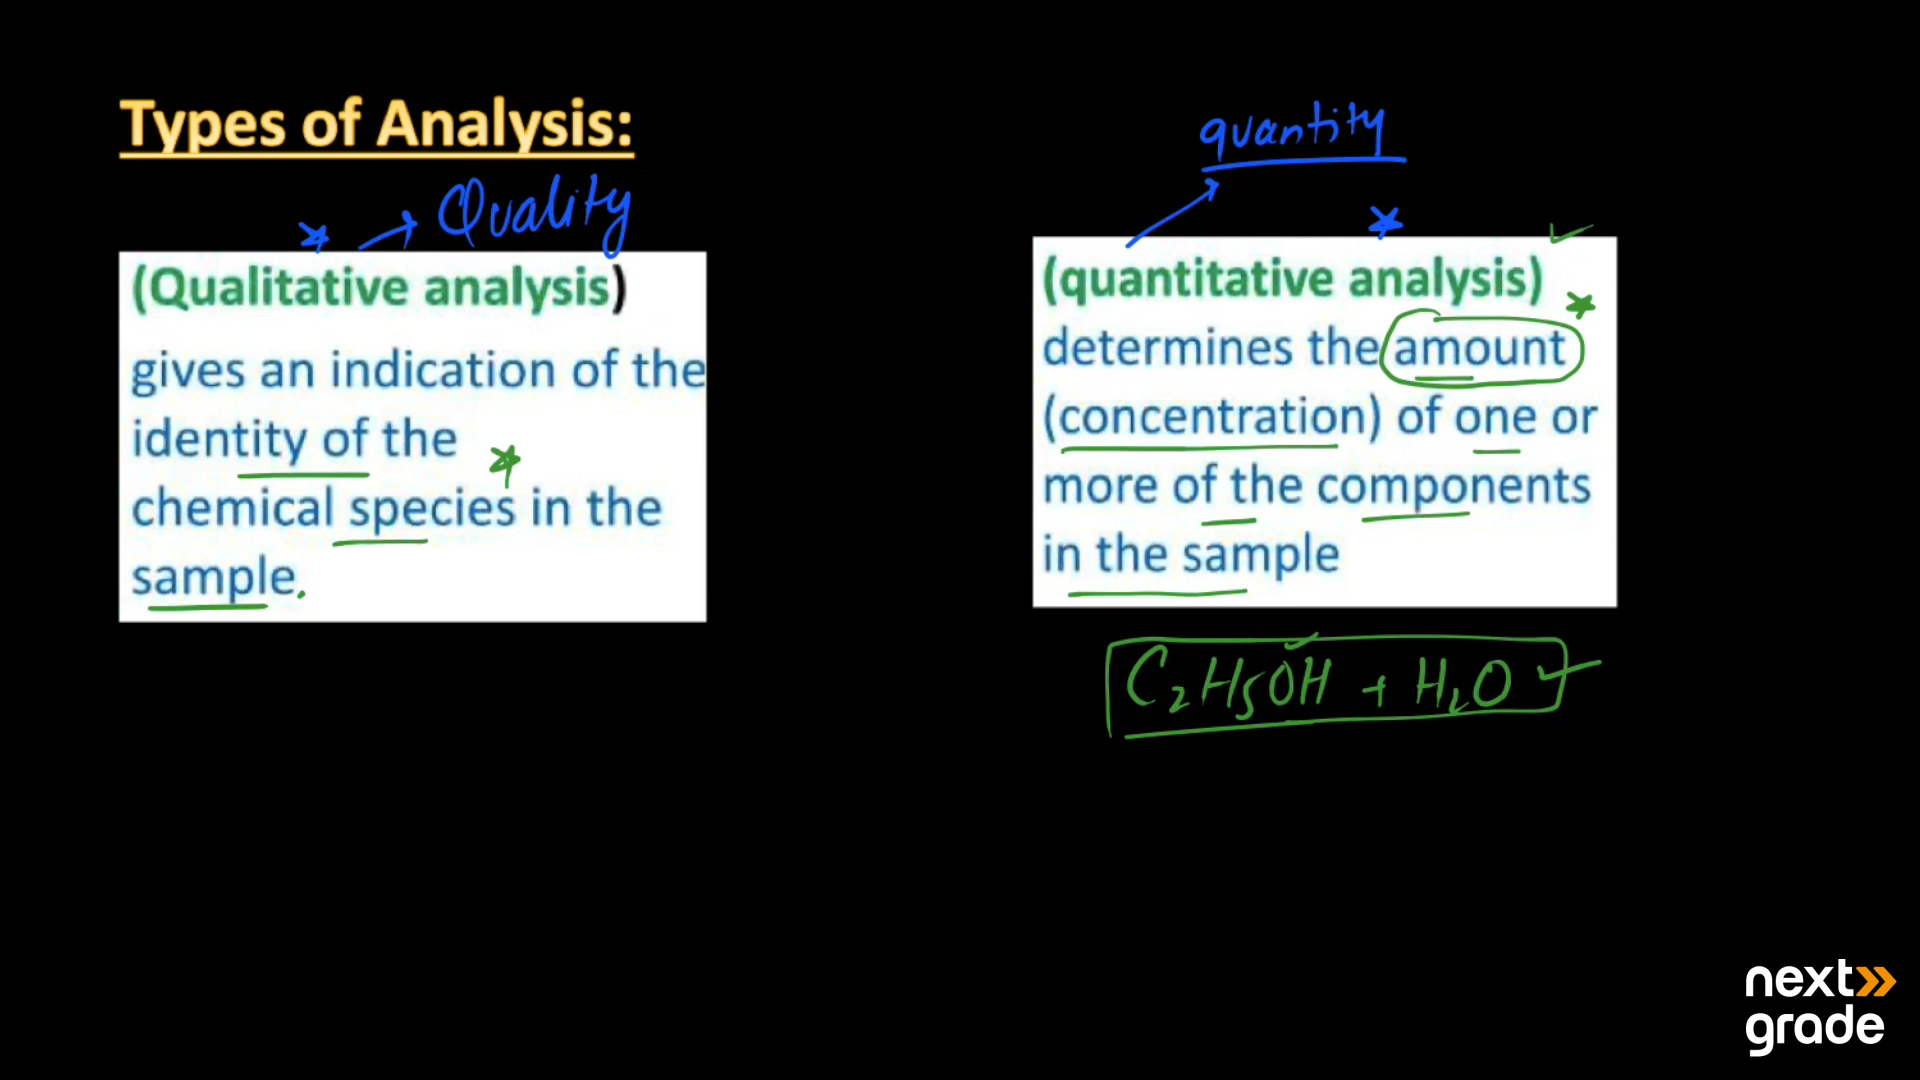 Types of Analysis:
Quality
(Qualitative analysis)
gives an indication of the
identity of the
chemical species in the
sample.
quantity
(quantitative analysis)
determines the amount
(concentration) of one or
more of the components
in the sample
C₂H₅OH + H₂O
next
grade